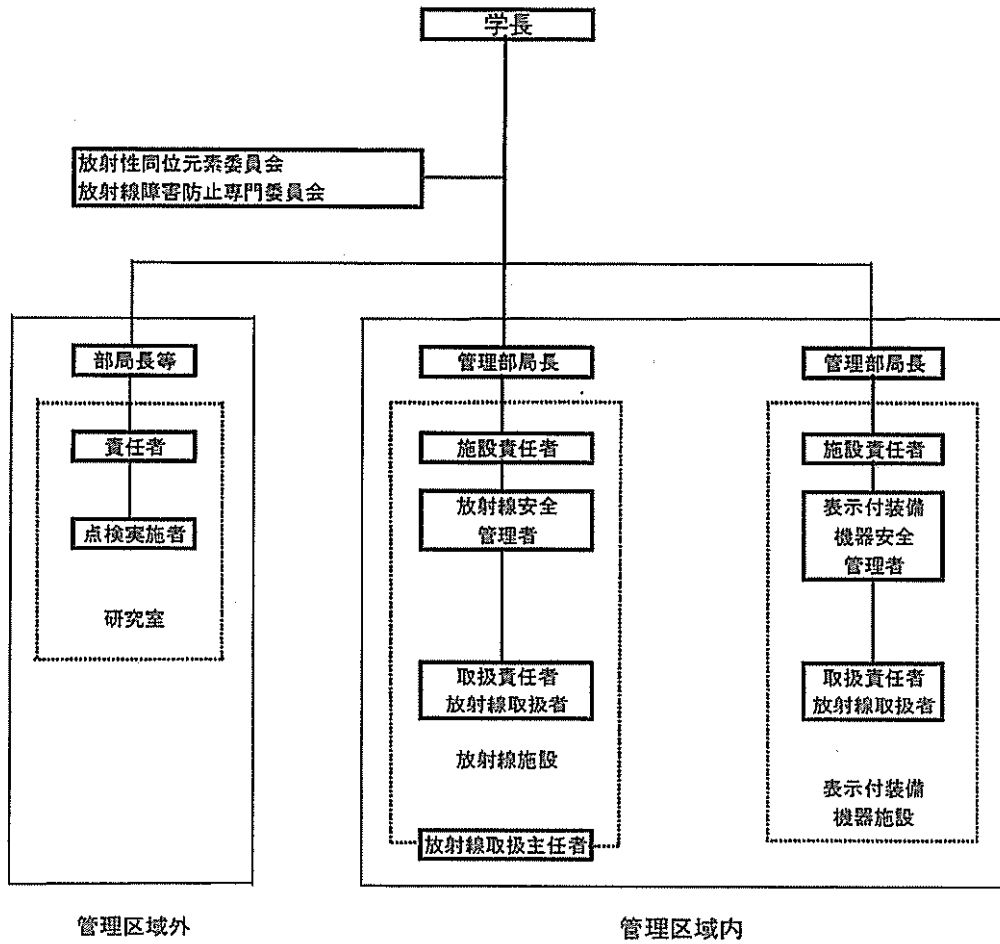 学長
放射性同位元素委員会
放射線障害防止専門委員会
部局長等
責任者
点検実施者
研究室
管理区域外
管理部局長
施設責任者
放射線安全
管理者
取扱責任者
放射線取扱者
放射線施設
放射線取扱主任者
管理部局長
施設責任者
表示付装備
機器安全
管理者
取扱責任者
放射線取扱者
表示付装備
機器施設
管理区域内